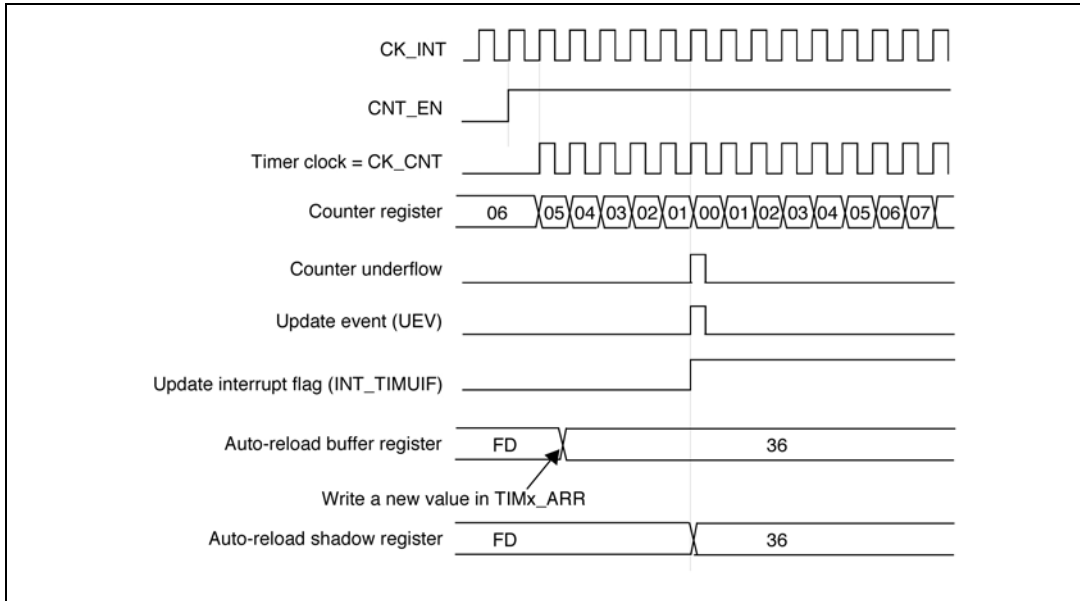 CK_INT
CNT_EN
Timer clock = CK_CNT
Counter register 06 05 04 03 02 01 00 01 02 03 04 05 06 07
Counter underflow
Update event (UEV)
Update interrupt flag (INT_TIMUIF)
Auto-reload buffer register FD 36
Write a new value in TIMx_ARR
Auto-reload shadow register FD 36